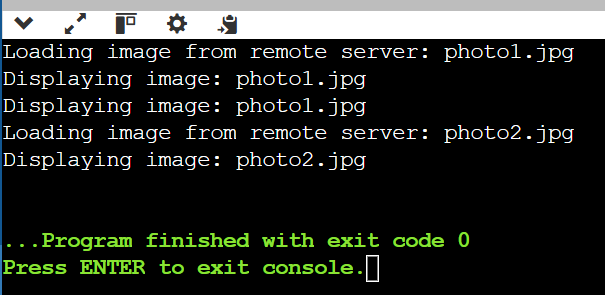 Loading image from remote server: photo1.jpg
Displaying image: photo1.jpg
Displaying image: photo1.jpg
Loading image from remote server: photo2.jpg
Displaying image: photo2.jpg
...Program finished with exit code 0
Press ENTER to exit console.